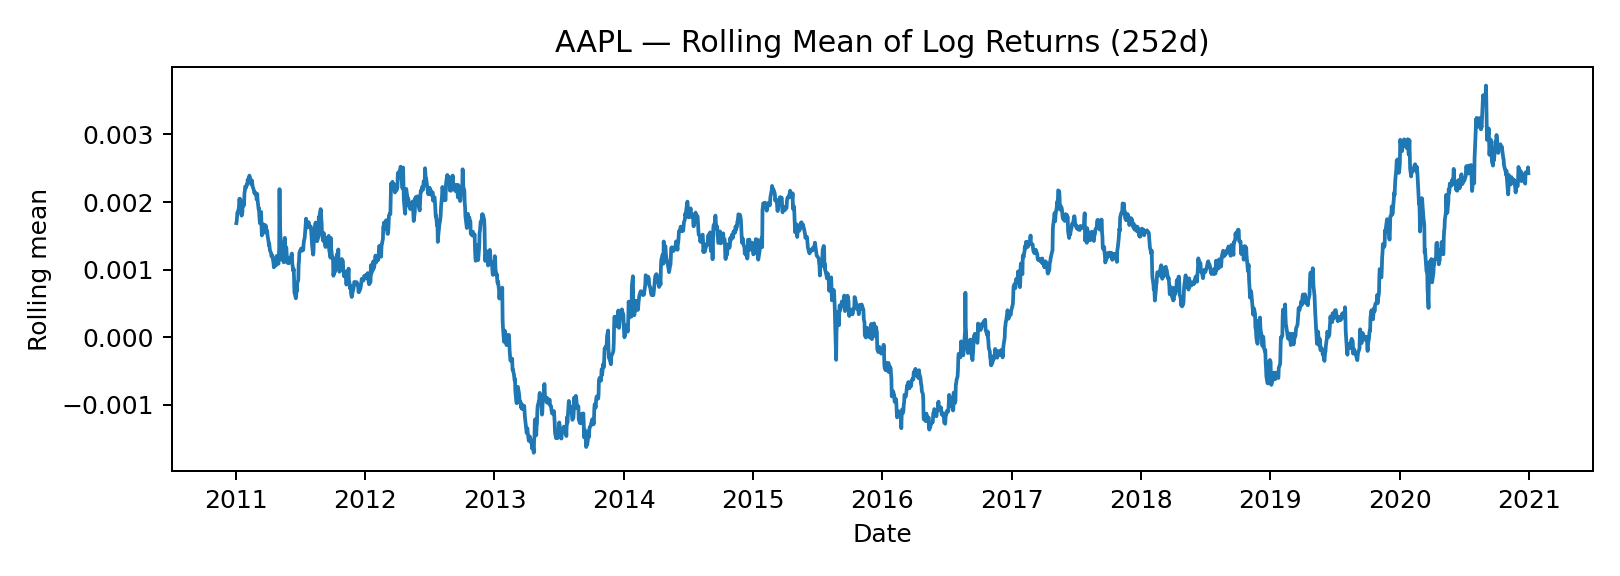 AAPL — Rolling Mean of Log Returns (252d)
Rolling mean
0.003
0.002
0.001
0.000
−0.001
2011 2012 2013 2014 2015 2016 2017 2018 2019 2020 2021
Date